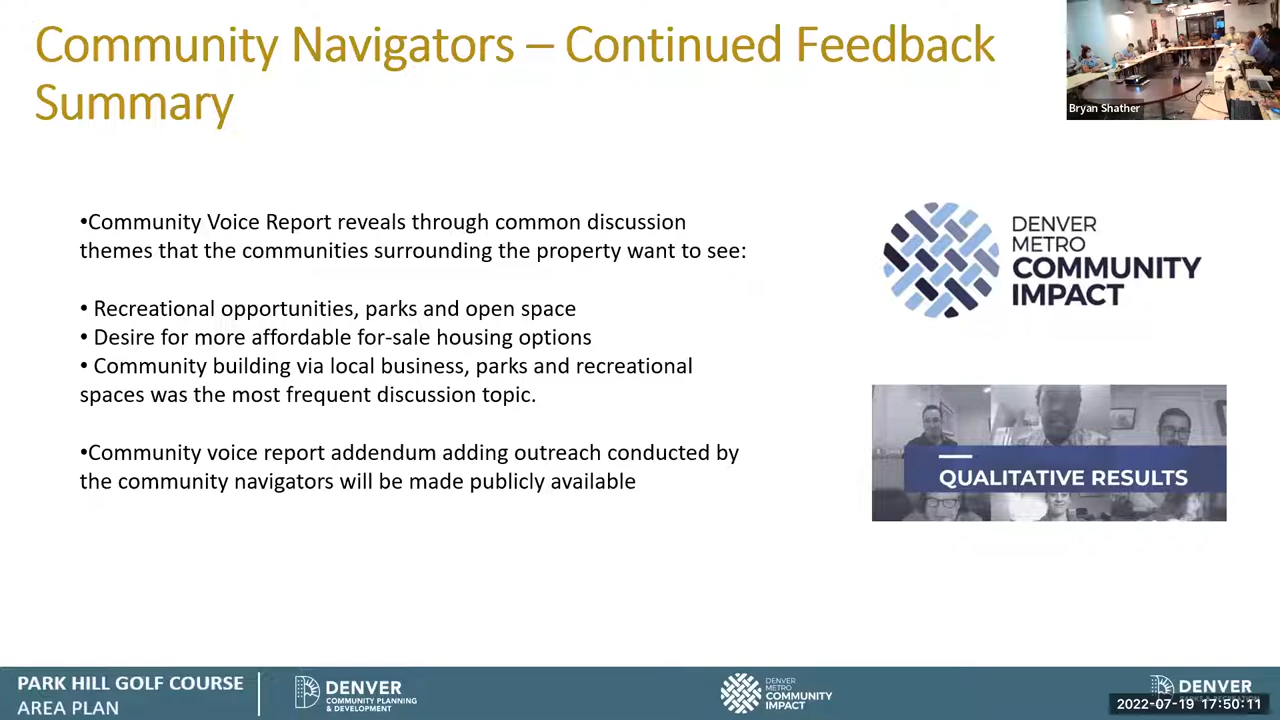 Community Navigators – Continued Feedback
Summary
Bryan Shather
•Community Voice Report reveals through common discussion
themes that the communities surrounding the property want to see:
• Recreational opportunities, parks and open space
• Desire for more affordable for-sale housing options
• Community building via local business, parks and recreational
spaces was the most frequent discussion topic.
•Community voice report addendum adding outreach conducted by
the community navigators will be made publicly available
DENVER
METRO
COMMUNITY
IMPACT
QUALITATIVE RESULTS
PARK HILL GOLF COURSE
AREA PLAN
DENVER
COMMUNITY PLANNING
& DEVELOPMENT
DENVER
METRO
COMMUNITY
IMPACT
DENVER
2022-07-19 17:50:11